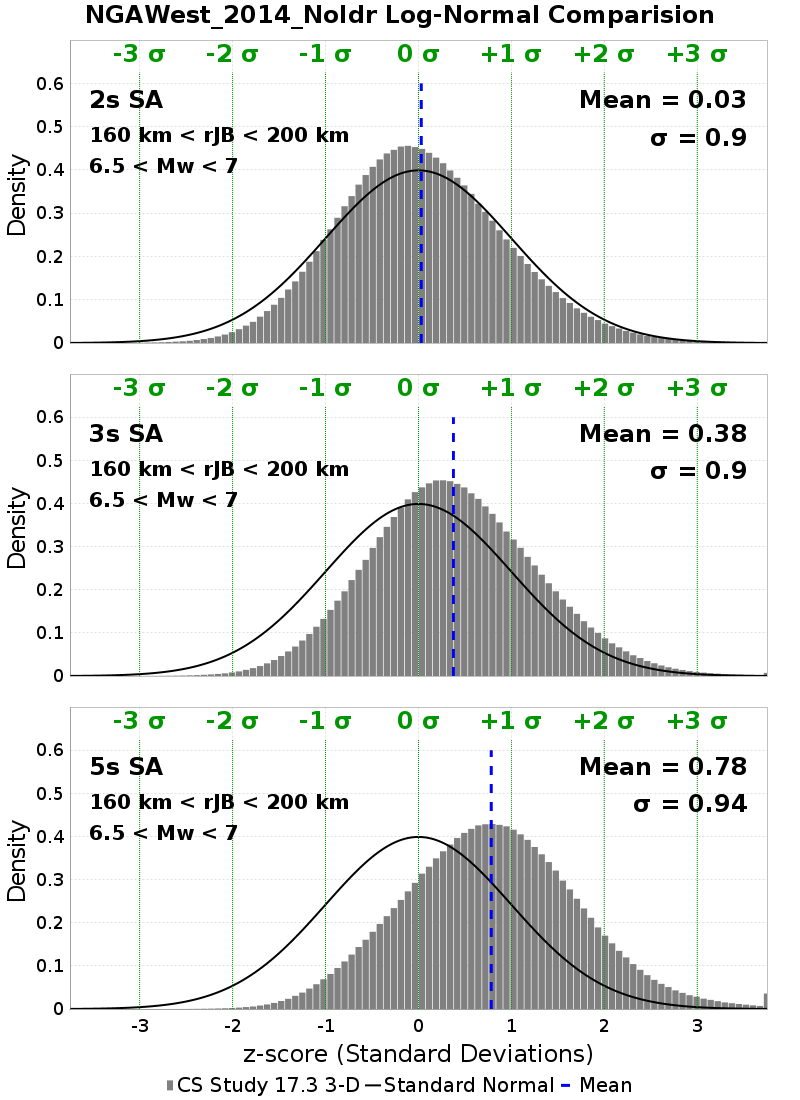 NGAWest_2014_NoIdr Log-Normal Comparision
-3 σ -2 σ -1 σ 0 σ +1 σ +2 σ +3 σ
0.6
0.5
0.4
0.3
0.2
0.1
0
Density
2s SA
160 km < rJB < 200 km
6.5 < Mw < 7
Mean = 0.03
σ = 0.9
-3 σ -2 σ -1 σ 0 σ +1 σ +2 σ +3 σ
0.6
0.5
0.4
0.3
0.2
0.1
0
Density
3s SA
160 km < rJB < 200 km
6.5 < Mw < 7
Mean = 0.38
σ = 0.9
-3 σ -2 σ -1 σ 0 σ +1 σ +2 σ +3 σ
0.6
0.5
0.4
0.3
0.2
0.1
0
Density
5s SA
160 km < rJB < 200 km
6.5 < Mw < 7
Mean = 0.78
σ = 0.94
-3 -2 -1 0 1 2 3
z-score (Standard Deviations)
CS Study 17.3 3-D Standard Normal Mean